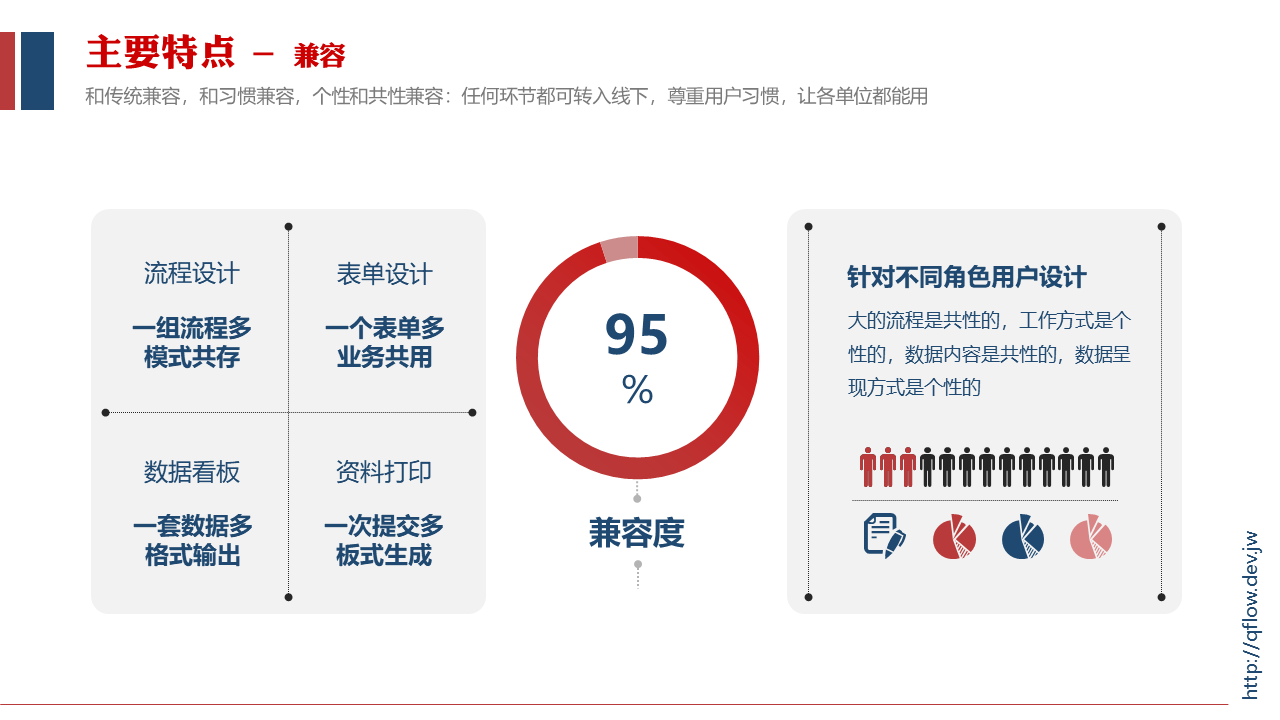 主要特点 － 兼容
和传统兼容，和习惯兼容，个性和共性兼容：任何环节都可转入线下，尊重用户习惯，让各单位都能用
流程设计
一组流程多
模式共存
表单设计
一个表单多
业务共用
数据看板
一套数据多
格式输出
资料打印
一次提交多
板式生成
95
%
兼容度
针对不同角色用户设计
大的流程是共性的，工作方式是个
性的，数据内容是共性的，数据呈
现方式是个性的
http://qflow.dev.jw